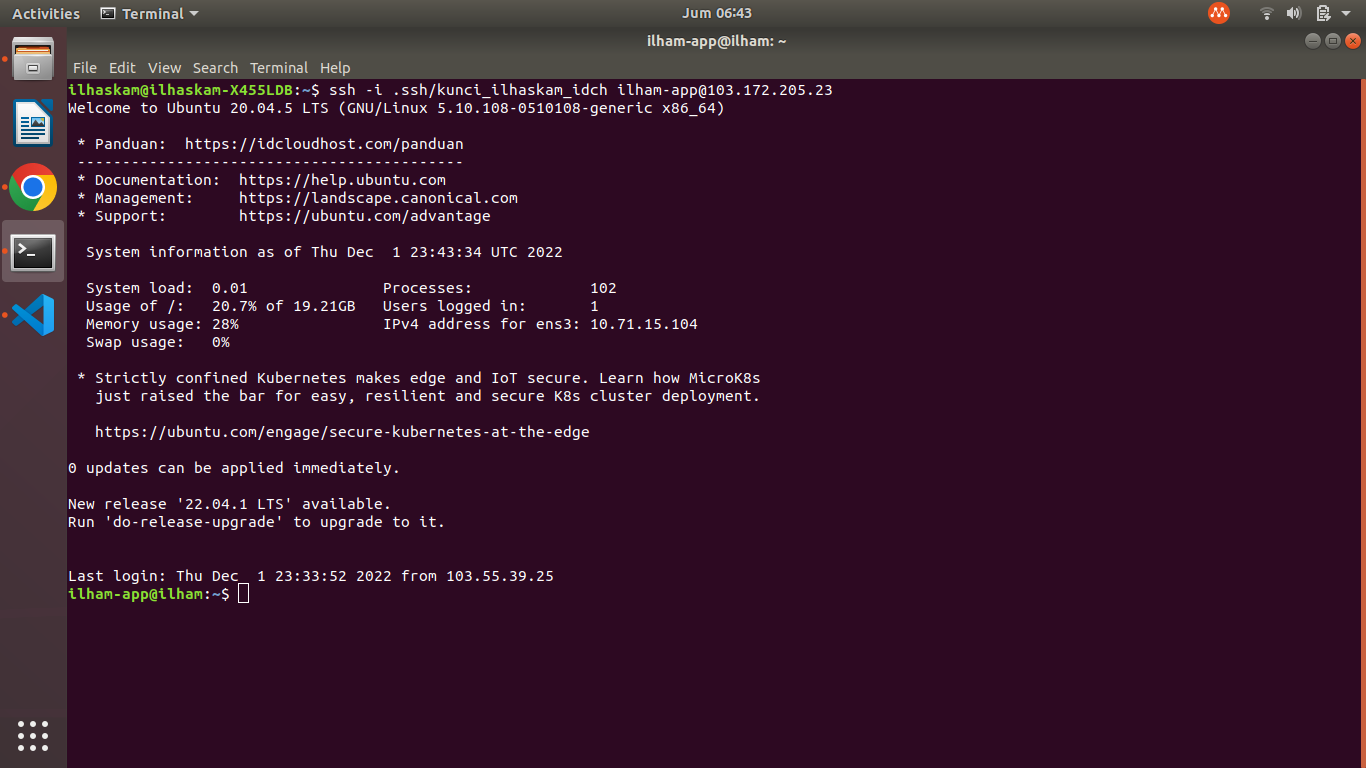 Activities Terminal Jum 06:43
ilham-app@ilham: ~
File Edit View Search Terminal Help
ilhaskam@ilhaskam-X455LDB:~$ ssh -i .ssh/kunci_ilhaskam_idch ilham-app@103.172.205.23
Welcome to Ubuntu 20.04.5 LTS (GNU/Linux 5.10.108-0510108-generic x86_64)
* Panduan:  https://idcloudhost.com/panduan
-------------------------------------------
* Documentation:  https://help.ubuntu.com
* Management:     https://landscape.canonical.com
* Support:        https://ubuntu.com/advantage
System information as of Thu Dec  1 23:43:34 UTC 2022
System load:  0.01               Processes:             102
Usage of /:   20.7% of 19.21GB   Users logged in:       1
Memory usage: 28%                IPv4 address for ens3: 10.71.15.104
Swap usage:   0%
* Strictly confined Kubernetes makes edge and IoT secure. Learn how MicroK8s
just raised the bar for easy, resilient and secure K8s cluster deployment.
https://ubuntu.com/engage/secure-kubernetes-at-the-edge
0 updates can be applied immediately.
New release '22.04.1 LTS' available.
Run 'do-release-upgrade' to upgrade to it.
Last login: Thu Dec  1 23:33:52 2022 from 103.55.39.25
ilham-app@ilham:~$